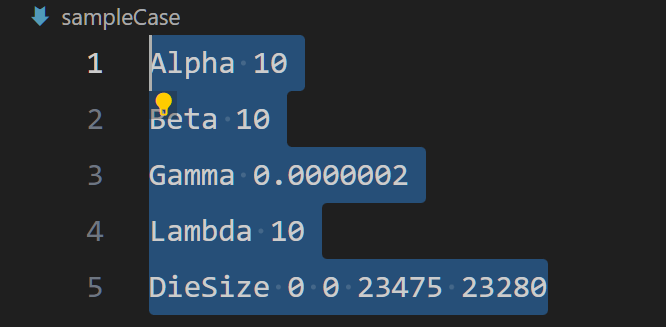 sampleCase
1 Alpha 10
2 Beta 10
3 Gamma 0.0000002
4 Lambda 10
5 DieSize 0 0 23475 23280